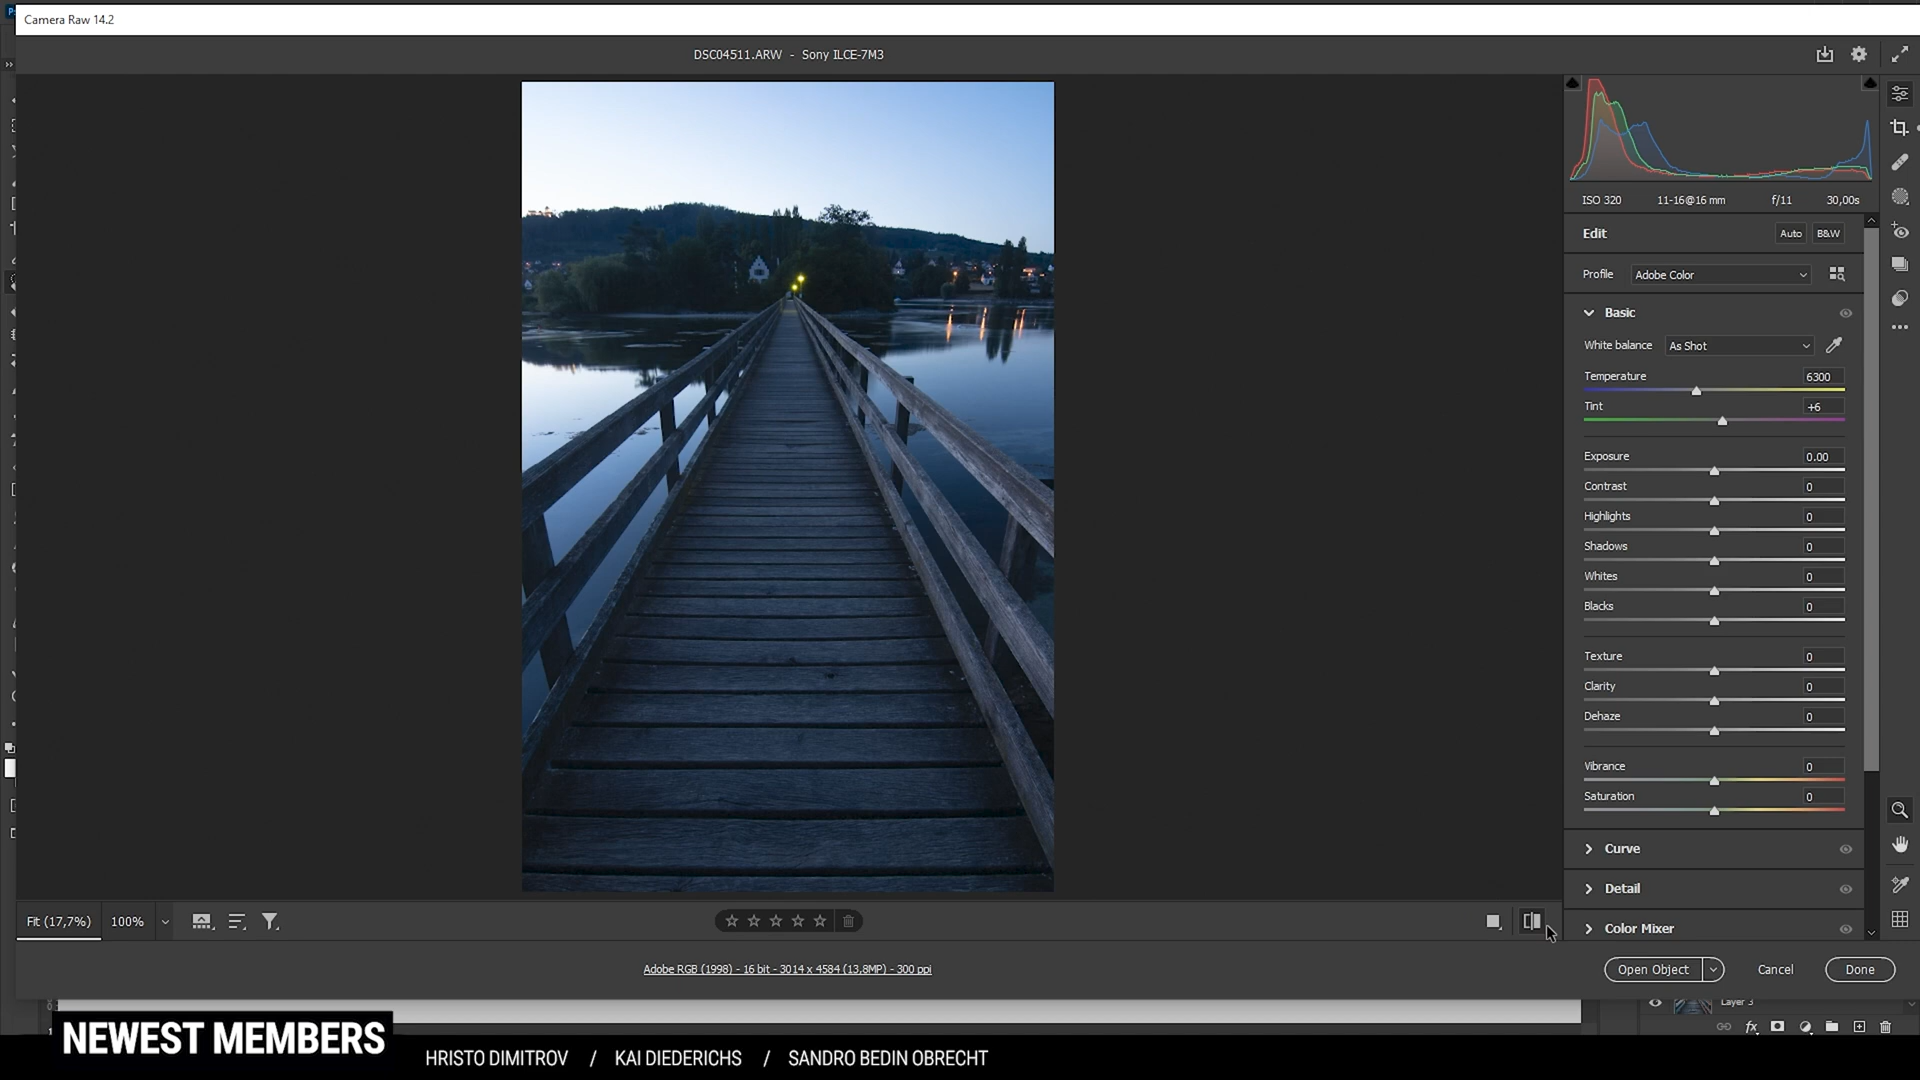 Camera Raw 14.2
DSC04511.ARW - Sony ILCE-7M3
ISO 320 11-16@16 mm f/11 30,00s
Edit Auto B&W
Profile Adobe Color
Basic
White balance As Shot
Temperature 6300
Tint +6
Exposure 0.00
Contrast 0
Highlights 0
Shadows 0
Whites 0
Blacks 0
Texture 0
Clarity 0
Dehaze 0
Vibrance 0
Saturation 0
Curve
Detail
Color Mixer
Fit (17,7%) 100%
Adobe RGB (1998) - 16 bit - 3014 x 4584 (13,8MP) - 300 ppi
Open Object Cancel Done
Layer 3
fx
NEWEST MEMBERS
HRISTO DIMITROV / KAI DIEDERICHS / SANDRO BEDIN OBRECHT